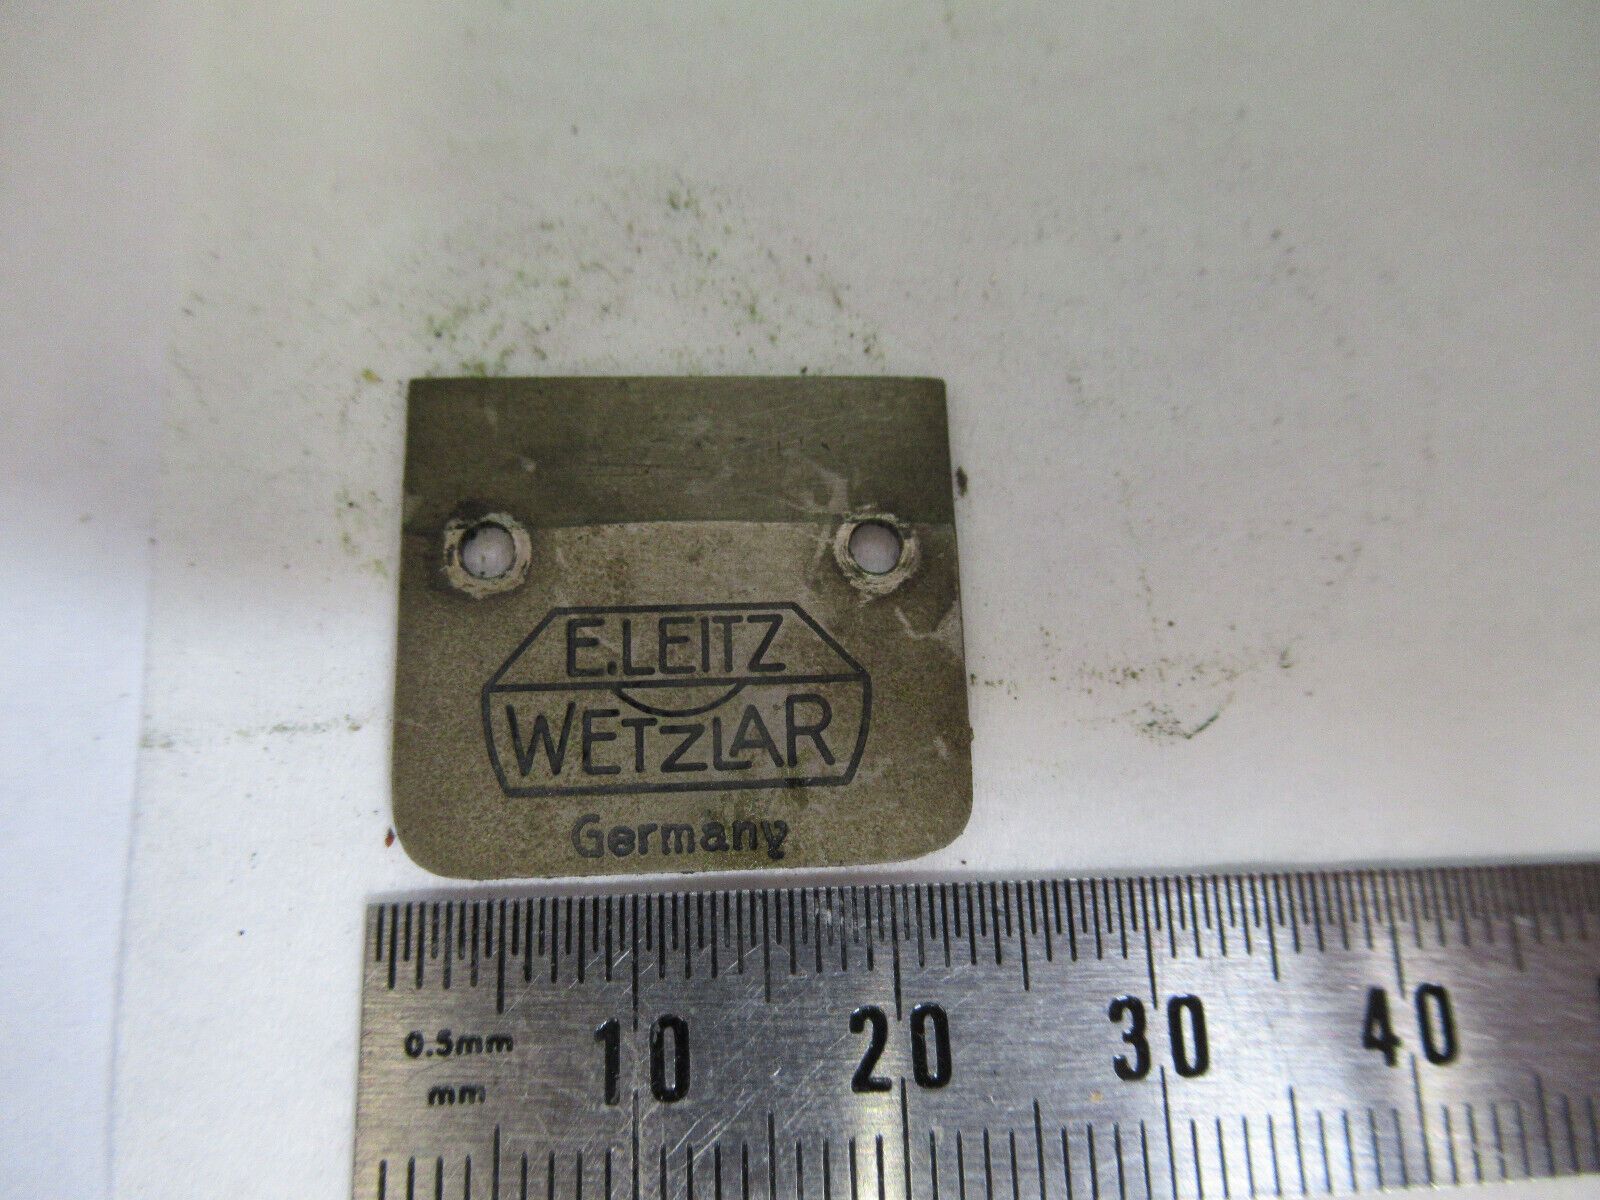 E.LEITZ
WETZLAR
Germany
0.5mm
mm
10 20 30 40